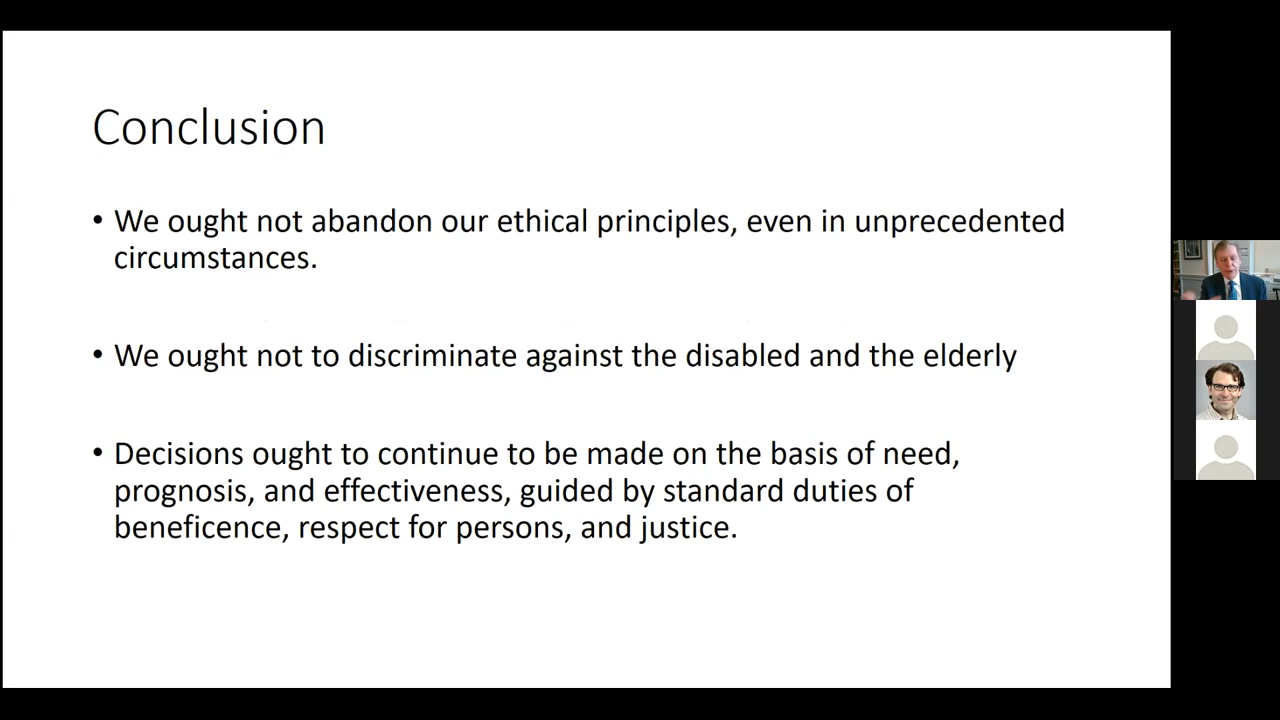 Conclusion
• We ought not abandon our ethical principles, even in unprecedented
circumstances.
• We ought not to discriminate against the disabled and the elderly
• Decisions ought to continue to be made on the basis of need,
prognosis, and effectiveness, guided by standard duties of
beneficence, respect for persons, and justice.